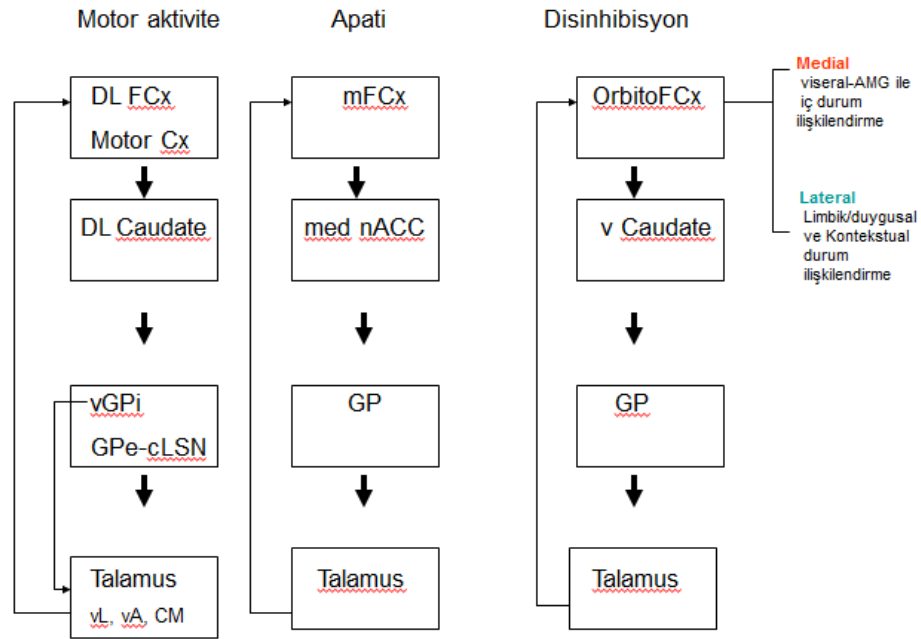 Motor aktivite
Apati
Disinhibisyon
DL FCx
Motor Cx
DL Caudate
vGPi
GPe-cLSN
Talamus
vL, vA, CM
mFCx
med nACC
GP
Talamus
OrbitoFCx
v Caudate
GP
Talamus
Medial
viseral-AMG ile
iç durum
ilişkilendirme
Lateral
Limbik/duygusal
ve Kontekstual
durum
ilişkilendirme